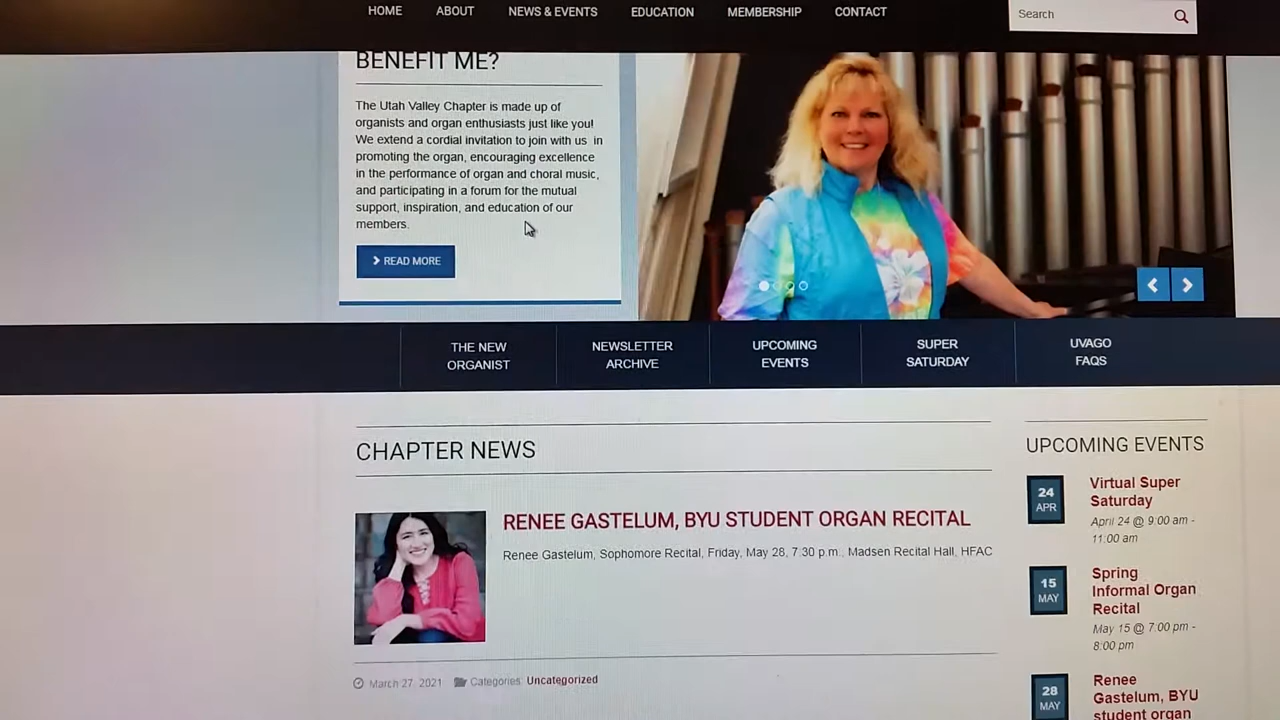 HOME ABOUT NEWS & EVENTS EDUCATION MEMBERSHIP CONTACT Search
BENEFIT ME?
The Utah Valley Chapter is made up of
organists and organ enthusiasts just like you!
We extend a cordial invitation to join with us in
promoting the organ, encouraging excellence
in the performance of organ and choral music,
and participating in a forum for the mutual
support, inspiration, and education of our
members.
READ MORE
THE NEW
ORGANIST
NEWSLETTER
ARCHIVE
UPCOMING
EVENTS
SUPER
SATURDAY
UVAGO
FAQS
CHAPTER NEWS
RENEE GASTELUM, BYU STUDENT ORGAN RECITAL
Renee Gastelum, Sophomore Recital, Friday, May 28, 7:30 p.m., Madsen Recital Hall, HFAC
March 27, 2021 Categories: Uncategorized
UPCOMING EVENTS
24
APR
Virtual Super
Saturday
April 24 @ 9:00 am -
11:00 am
15
MAY
Spring
Informal Organ
Recital
May 15 @ 7:00 pm -
8:00 pm
28
MAY
Renee
Gastelum, BYU
student organ